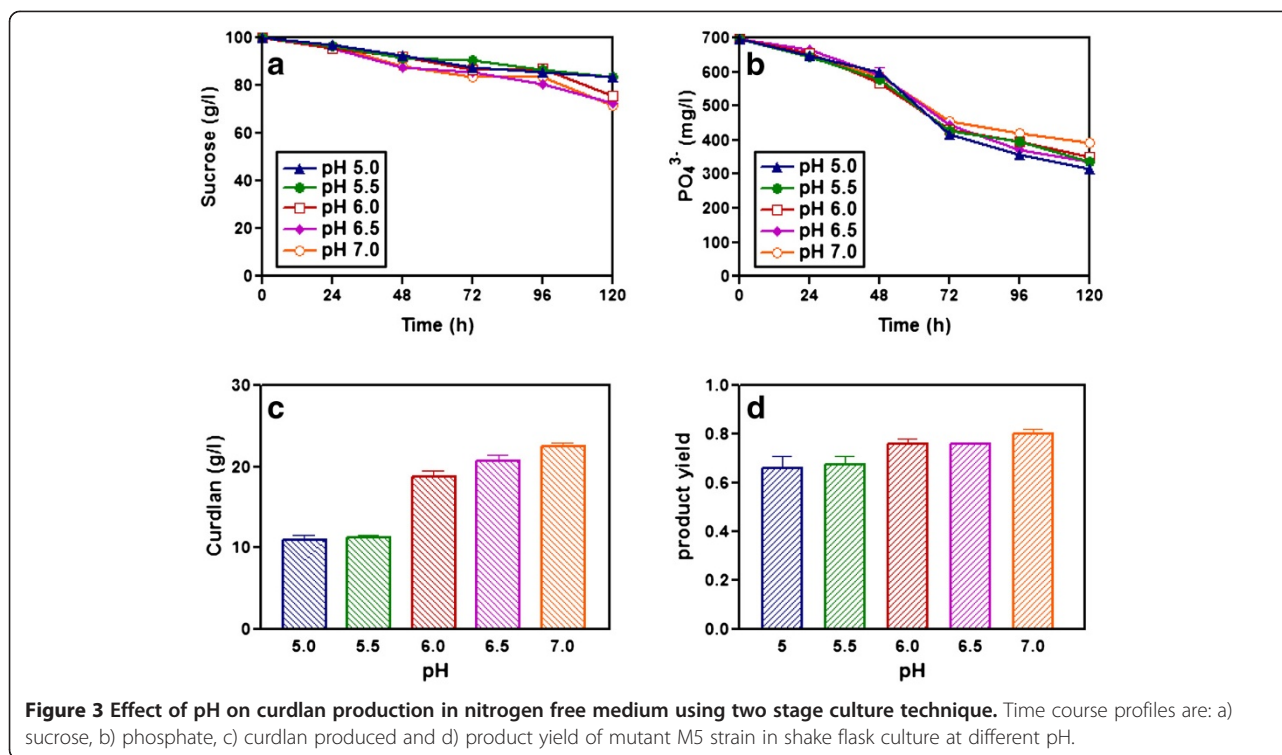 100
80
60
40
20
0
Sucrose (g/l)
a
pH 5.0
pH 5.5
pH 6.0
pH 6.5
pH 7.0
0 24 48 72 96 120
Time (h)
700
600
500
400
300
200
100
0
PO₄³⁻ (mg/l)
b
pH 5.0
pH 5.5
pH 6.0
pH 6.5
pH 7.0
0 24 48 72 96 120
Time (h)
30
20
10
0
Curdlan (g/l)
c
5.0 5.5 6.0 6.5 7.0
pH
1.0
0.8
0.6
0.4
0.2
0.0
product yield
d
5 5.5 6.0 6.5 7.0
pH
Figure 3 Effect of pH on curdlan production in nitrogen free medium using two stage culture technique. Time course profiles are: a)
sucrose, b) phosphate, c) curdlan produced and d) product yield of mutant M5 strain in shake flask culture at different pH.